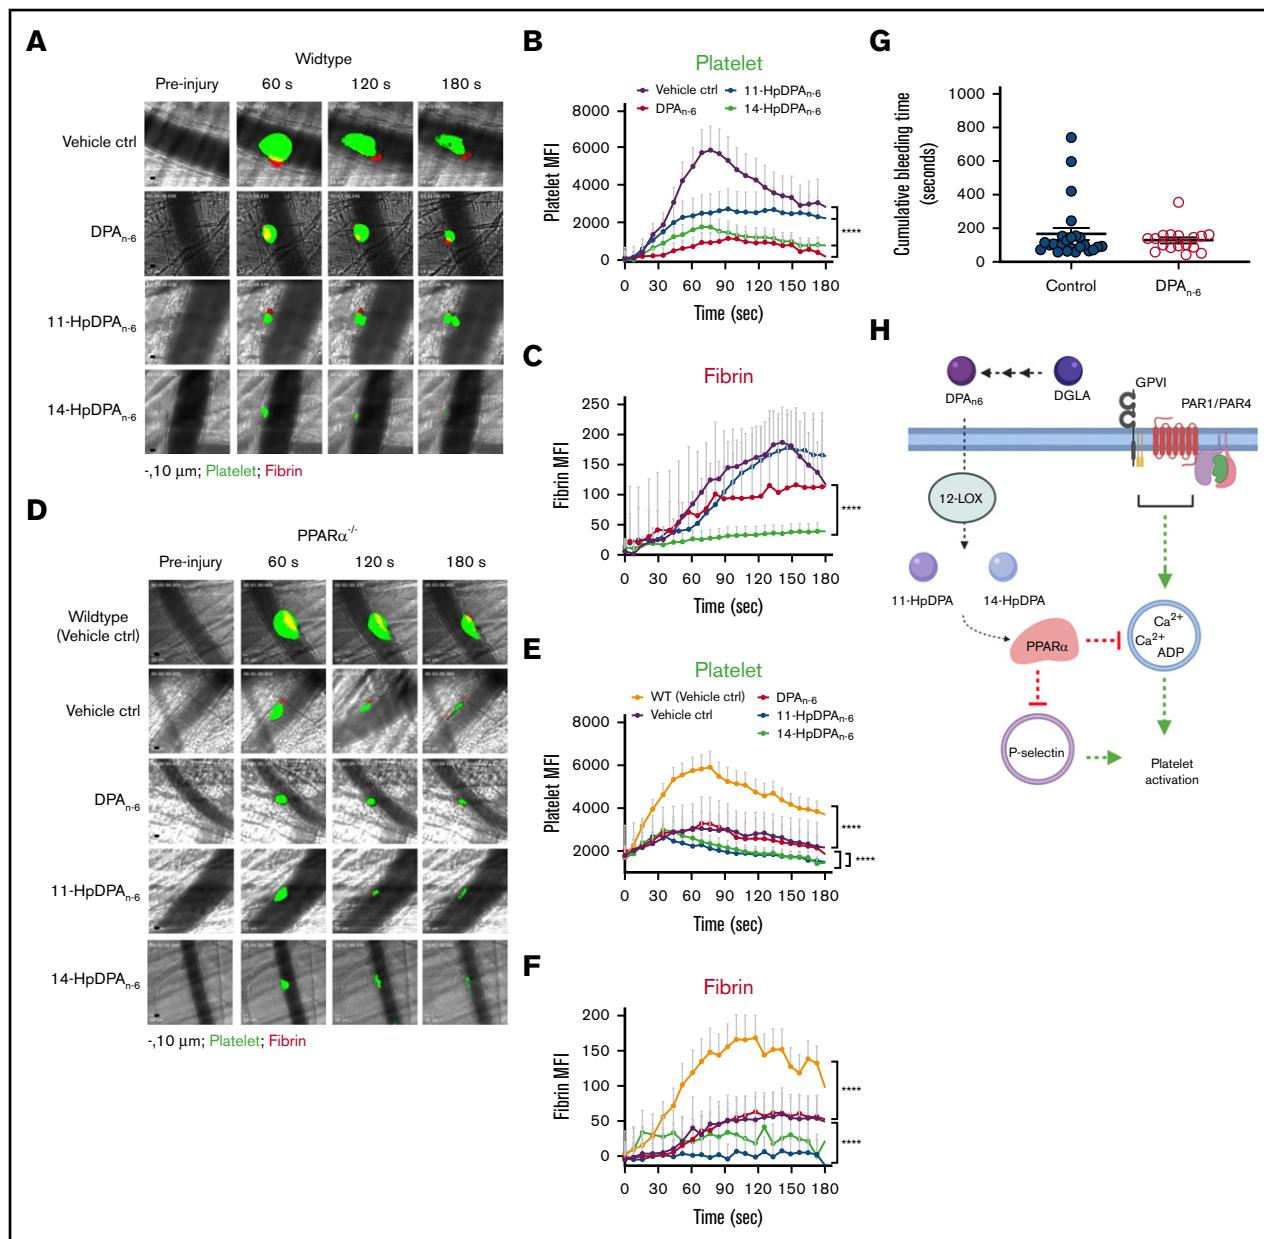 A
Widtype
Pre-injury 60 s 120 s 180 s
Vehicle ctrl
DPAn-6
11-HpDPAn-6
14-HpDPAn-6
-,10 μm; Platelet; Fibrin
B
Platelet
Vehicle ctrl 11-HpDPAn-6
DPAn-6 14-HpDPAn-6
Platelet MFI
8000
6000
4000
2000
0
****
0 30 60 90 120 150 180
Time (sec)
C
Fibrin
Fibrin MFI
250
200
150
100
50
0
****
0 30 60 90 120 150 180
Time (sec)
D
PPARα-/-
Pre-injury 60 s 120 s 180 s
Wildtype
(Vehicle ctrl)
Vehicle ctrl
DPAn-6
11-HpDPAn-6
14-HpDPAn-6
-,10 μm; Platelet; Fibrin
E
Platelet
WT (Vehicle ctrl) DPAn-6
Vehicle ctrl 11-HpDPAn-6
14-HpDPAn-6
Platelet MFI
8000
6000
4000
2000
****
****
0 30 60 90 120 150 180
Time (sec)
F
Fibrin
Fibrin MFI
200
150
100
50
0
****
****
0 30 60 90 120 150 180
Time (sec)
G
Cumulative bleeding time
(seconds)
1000
800
600
400
200
0
Control DPAn-6
H
DPAn6
DGLA
GPVI
PAR1/PAR4
12-LOX
11-HpDPA 14-HpDPA
PPARα
Ca2+
Ca2+
ADP
P-selectin
Platelet
activation